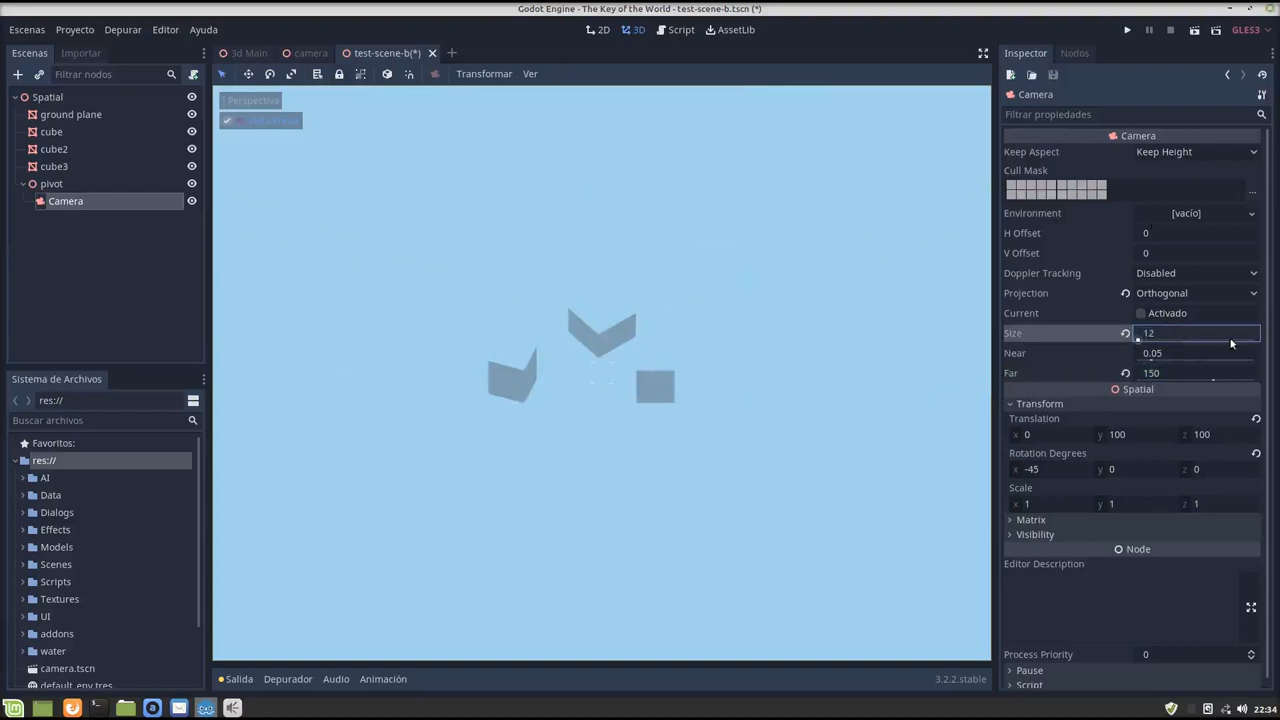 Godot Engine - The Key of the World - test-scene-b.tscn (*)
Escenas Proyecto Depurar Editor Ayuda
2D 3D Script AssetLib
GLES3
Escenas Importar
3d Main camera test-scene-b(*)
Inspector Nodos
Filtrar nodos
Transformar Ver
Camera
Filtrar propiedades
Spatial
ground plane
cube
cube2
cube3
pivot
Camera
Perspectiva
Camera
Keep Aspect Keep Height
Cull Mask
...
Environment [vacío]
H Offset 0
V Offset 0
Doppler Tracking Disabled
Projection Orthogonal
Current Activado
Size 12
Near 0.05
Far 150
Spatial
Transform
Translation
x 0 y 100 z 100
Rotation Degrees
x -45 y 0 z 0
Scale
x 1 y 1 z 1
Matrix
Visibility
Node
Editor Description
Process Priority 0
Pause
Script
Sistema de Archivos
res://
Buscar archivos
Favoritos:
res://
AI
Data
Dialogs
Effects
Models
Scenes
Scripts
Textures
UI
addons
water
camera.tscn
default_env.tres
Salida Depurador Audio Animación
3.2.2.stable
22:34